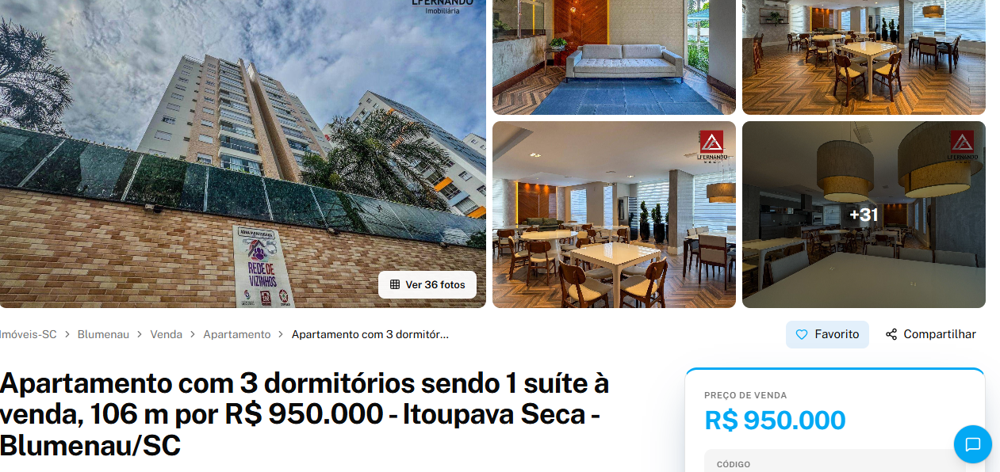 LFERNANDO
Imobiliária
ÁREA MONITORADA
REDE DE
VIZINHOS
Ver 36 fotos
LFERNANDO
LFERNANDO
+31
Imóveis-SC > Blumenau > Venda > Apartamento > Apartamento com 3 dormitór...
Favorito
Compartilhar
Apartamento com 3 dormitórios sendo 1 suíte à
venda, 106 m por R$ 950.000 - Itoupava Seca -
Blumenau/SC
PREÇO DE VENDA
R$ 950.000
CÓDIGO